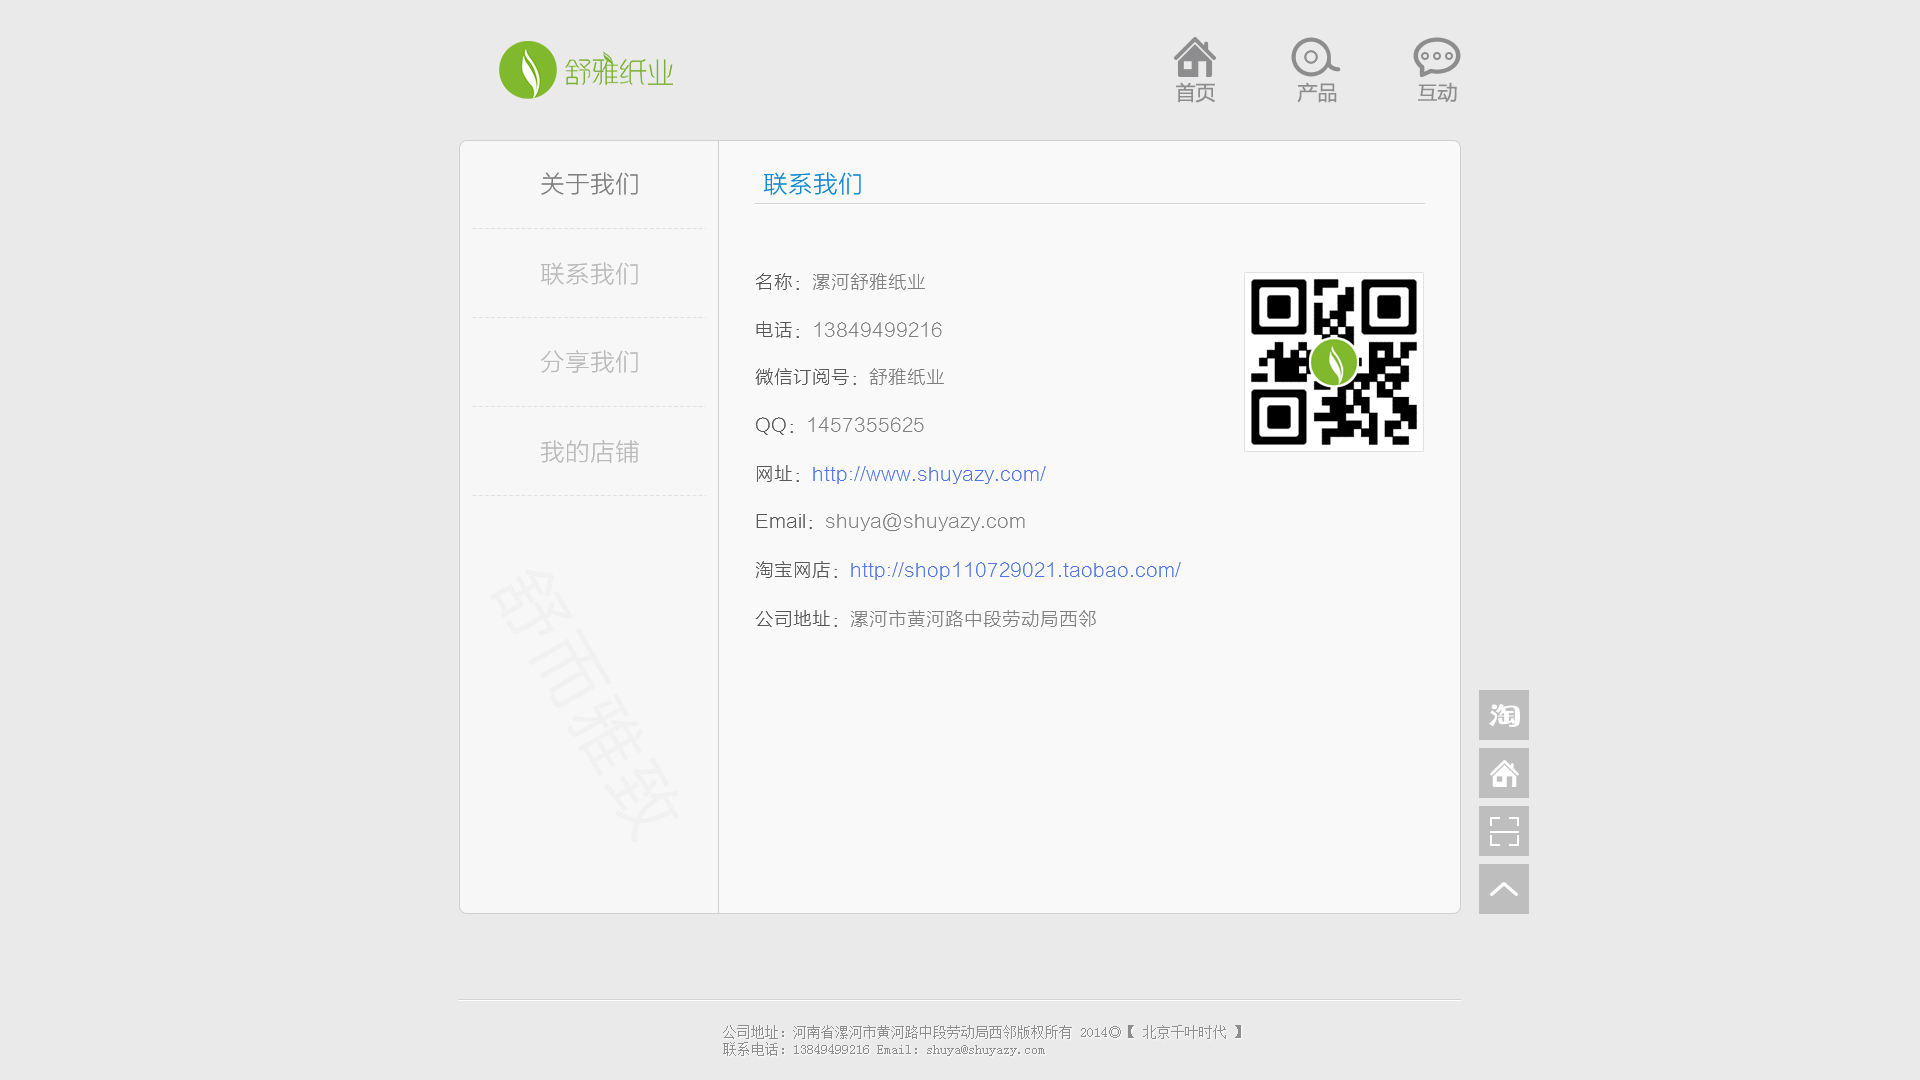 舒雅纸业
首页
产品
互动
关于我们
联系我们
分享我们
我的店铺
舒而雅致
联系我们
名称：漯河舒雅纸业
电话：13849499216
微信订阅号：舒雅纸业
QQ：1457355625
网址：http://www.shuyazy.com/
Email：shuya@shuyazy.com
淘宝网店：http://shop110729021.taobao.com/
公司地址：漯河市黄河路中段劳动局西邻
淘
公司地址：河南省漯河市黄河路中段劳动局西邻版权所有 2014◎【 北京千叶时代 】
联系电话：13849499216 Email：shuya@shuyazy.com